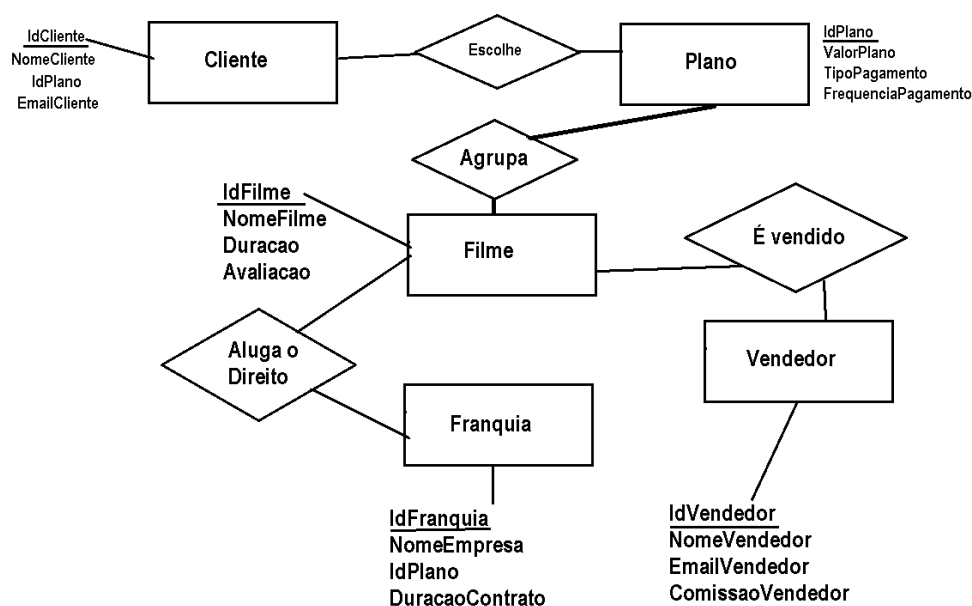 IdCliente
NomeCliente
IdPlano
EmailCliente
Cliente
Escolhe
Plano
IdPlano
ValorPlano
TipoPagamento
FrequenciaPagamento
Agrupa
IdFilme
NomeFilme
Duracao
Avaliacao
Filme
É vendido
Aluga o
Direito
Franquia
Vendedor
IdFranquia
NomeEmpresa
IdPlano
DuracaoContrato
IdVendedor
NomeVendedor
EmailVendedor
ComissaoVendedor